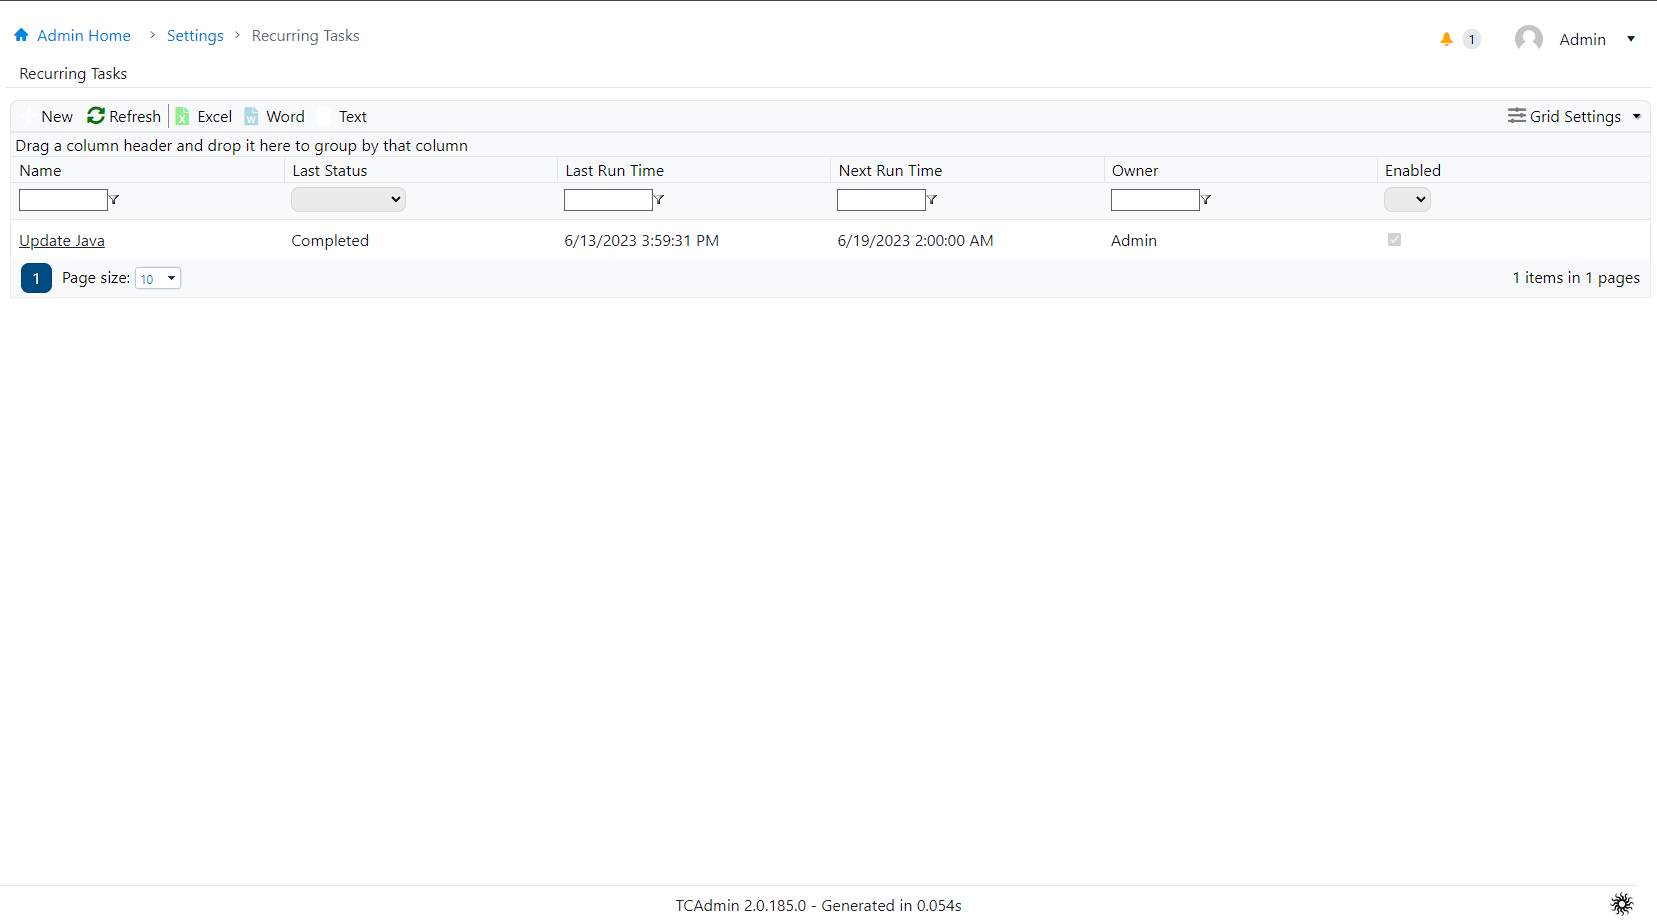 Admin Home > Settings > Recurring Tasks
1 Admin
Recurring Tasks
New Refresh Excel Word Text Grid Settings
Drag a column header and drop it here to group by that column
Name Last Status Last Run Time Next Run Time Owner Enabled
Update Java Completed 6/13/2023 3:59:31 PM 6/19/2023 2:00:00 AM Admin
1 Page size: 10 1 items in 1 pages
TCAdmin 2.0.185.0 - Generated in 0.054s